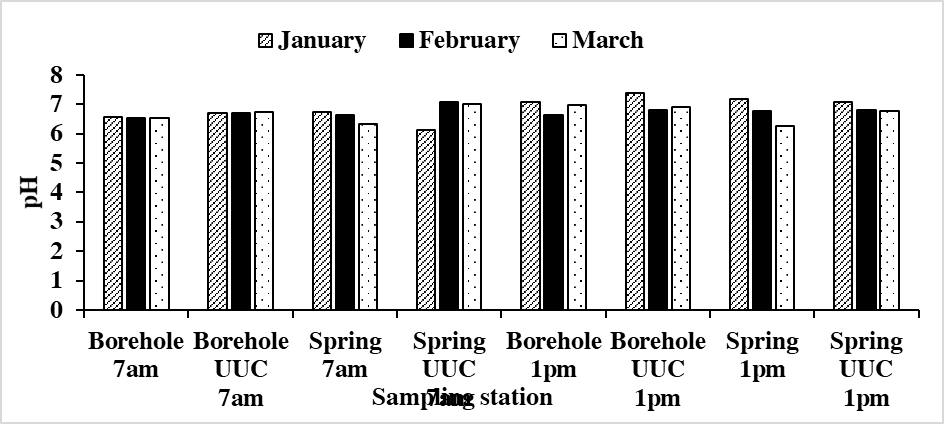 January February March
8
7
6
5
4
3
2
1
0
pH
Borehole 7am
Borehole UUC 7am
Spring 7am
Spring UUC 7am
Borehole 1pm
Borehole UUC 1pm
Spring 1pm
Spring UUC 1pm
Sampling station